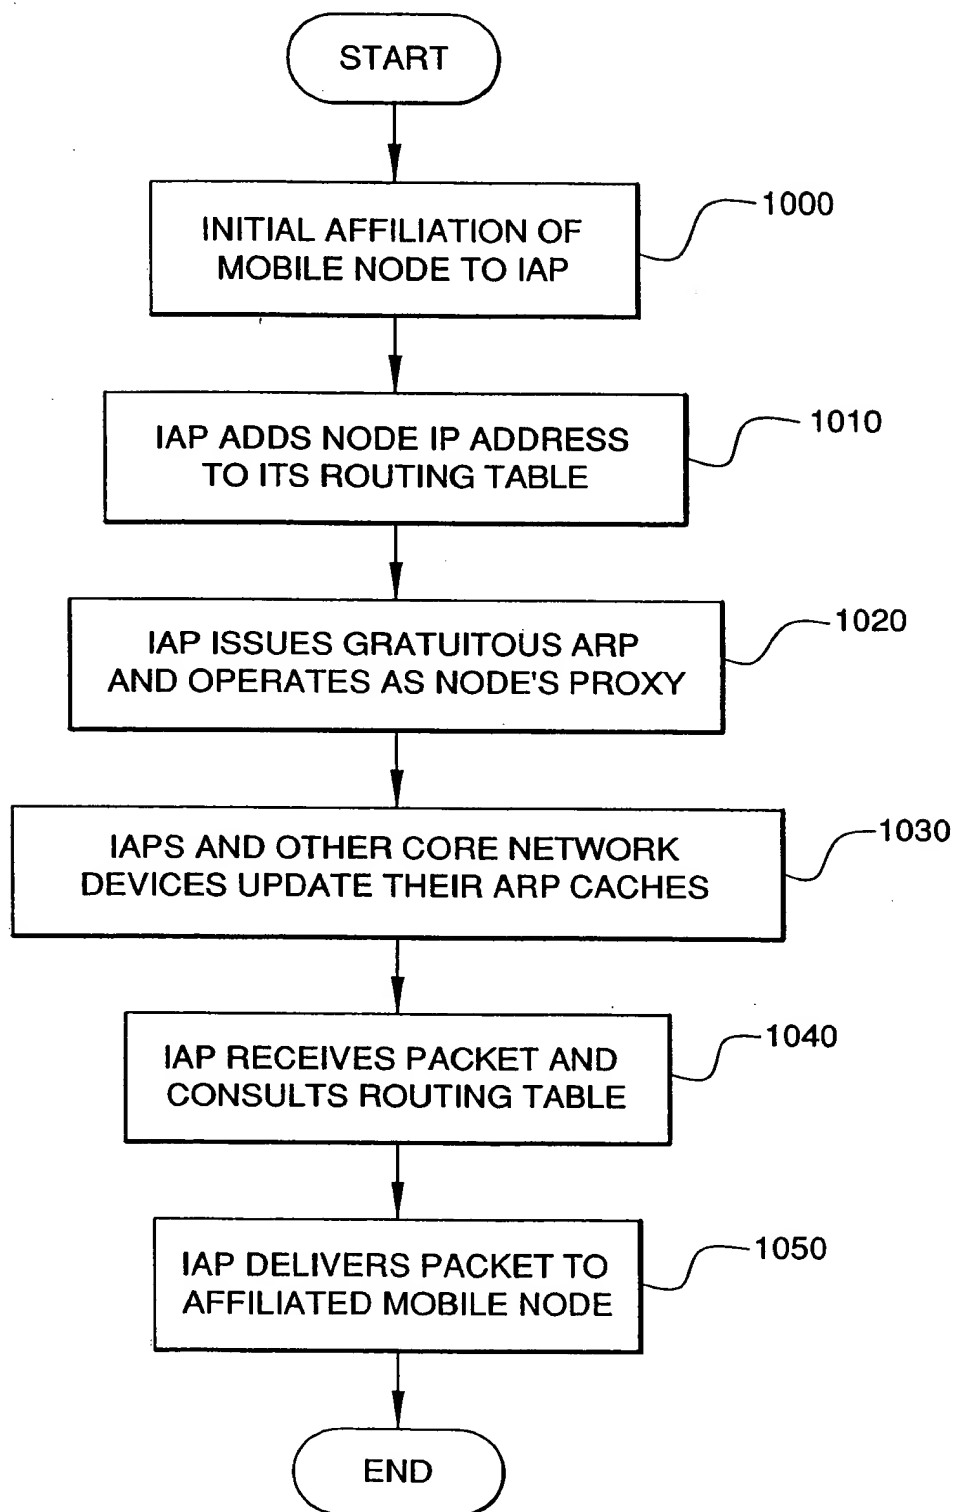 START
INITIAL AFFILIATION OF
MOBILE NODE TO IAP
1000
IAP ADDS NODE IP ADDRESS
TO ITS ROUTING TABLE
1010
IAP ISSUES GRATUITOUS ARP
AND OPERATES AS NODE'S PROXY
1020
IAPS AND OTHER CORE NETWORK
DEVICES UPDATE THEIR ARP CACHES
1030
IAP RECEIVES PACKET AND
CONSULTS ROUTING TABLE
1040
IAP DELIVERS PACKET TO
AFFILIATED MOBILE NODE
1050
END